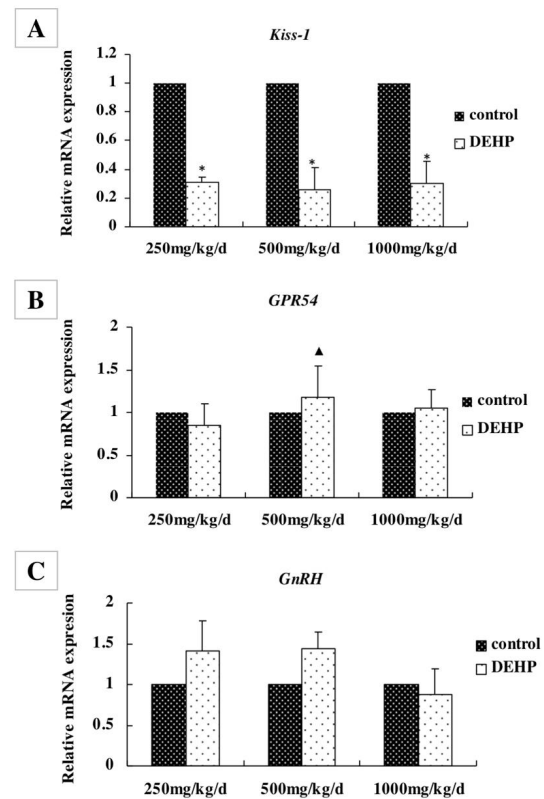 A
Kiss-1
Relative mRNA expression
1.2
1
0.8
0.6
0.4
0.2
0
*
*
*
250mg/kg/d
500mg/kg/d
1000mg/kg/d
control
DEHP
B
GPR54
Relative mRNA expression
2
1.5
1
0.5
0
▲
250mg/kg/d
500mg/kg/d
1000mg/kg/d
control
DEHP
C
GnRH
Relative mRNA expresion
2
1.5
1
0.5
0
250mg/kg/d
500mg/kg/d
1000mg/kg/d
control
DEHP